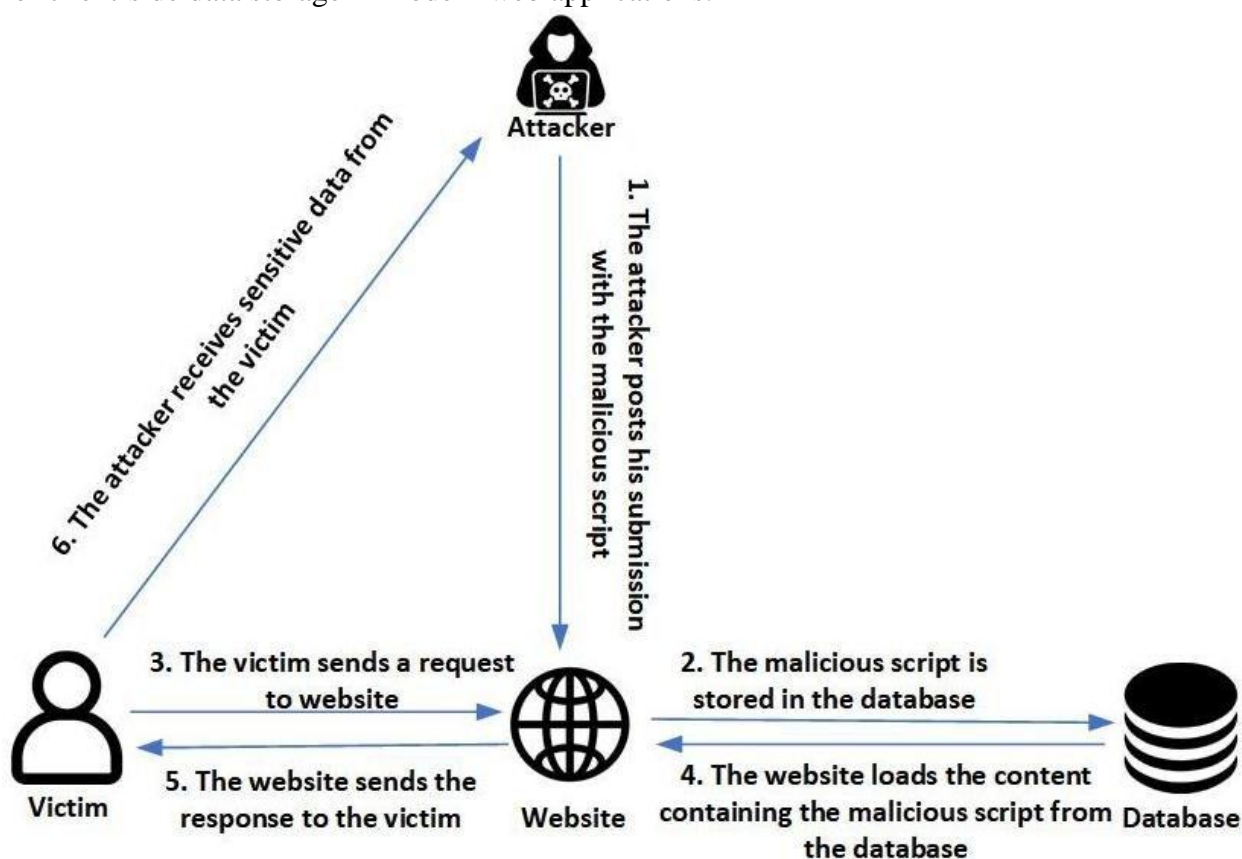 Attacker
1. The attacker posts his submission
with the malicious script
6. The attacker receives sensitive data from
the victim
3. The victim sends a request
to website
2. The malicious script is
stored in the database
5. The website sends the
response to the victim
4. The website loads the content
containing the malicious script from
the database
Victim
Website
Database